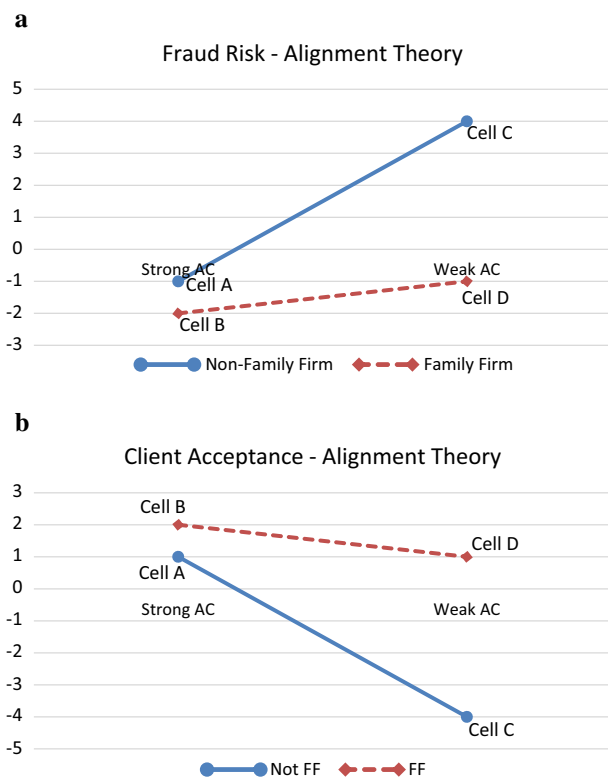 a
Fraud Risk - Alignment Theory
5
4
Cell C
3
2
1
0
Strong AC Weak AC
-1
Cell A
Cell D
-2
Cell B
-3
Non-Family Firm Family Firm
b
Client Acceptance - Alignment Theory
3
Cell B
2
Cell D
1
Cell A
0
Strong AC Weak AC
-1
-2
-3
-4
Cell C
-5
Not FF FF